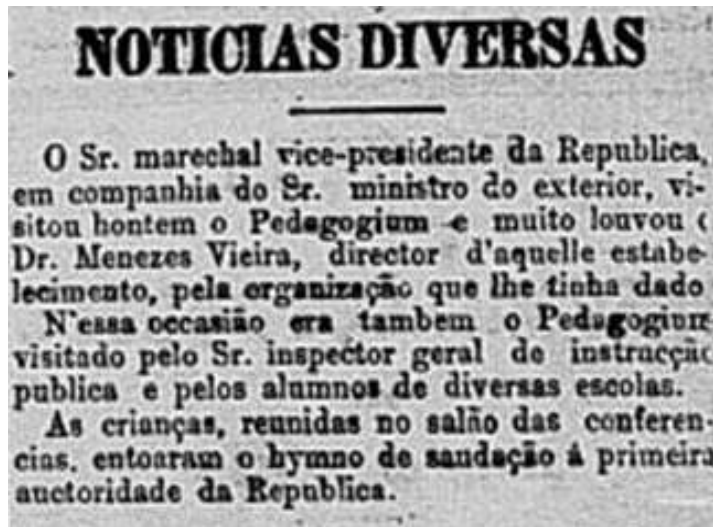 NOTICIAS DIVERSAS
O Sr. marechal vice-presidente da Republica,
em companhia do Sr. ministro do exterior, vi-
sitou hontem o Pedagogium e muito louvou
Dr. Menezes Vieira, director d'aquelle estabe-
lecimento, pela organização que lhe tinha dado
N'essa occasião era tambem o Pedagogium
visitado pelo Sr. inspector geral de instrucção
publica e pelos alumnos de diversas escolas.
As crianças, reunidas no salão das conferen-
cias, entoaram o hymno de saudação á primeira
auctoridade da Republica.